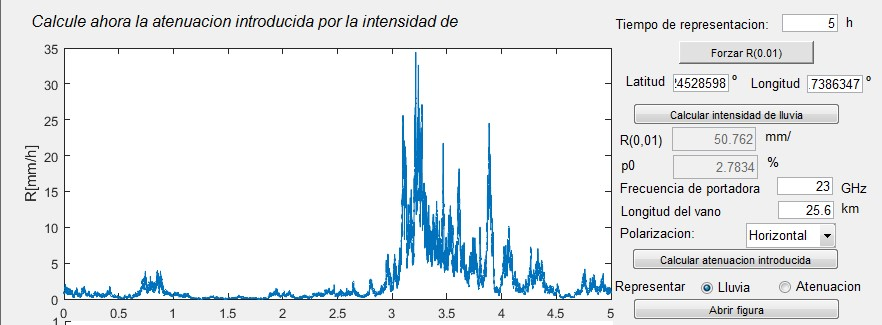 Calcule ahora la atenuacion introducida por la intensidad de
Tiempo de representacion: 5 h
Forzar R(0.01)
Latitud 24528598 º Longitud .7386347 º
Calcular intensidad de lluvia
R(0,01) 50.762 mm/
p0 2.7834 %
Frecuencia de portadora 23 GHz
Longitud del vano 25.6 km
Polarizacion: Horizontal
Calcular atenuacion introducida
Representar Lluvia Atenuacion
Abrir figura
R[mm/h]
35
30
25
20
15
10
5
0
0 0.5 1 1.5 2 2.5 3 3.5 4 4.5 5